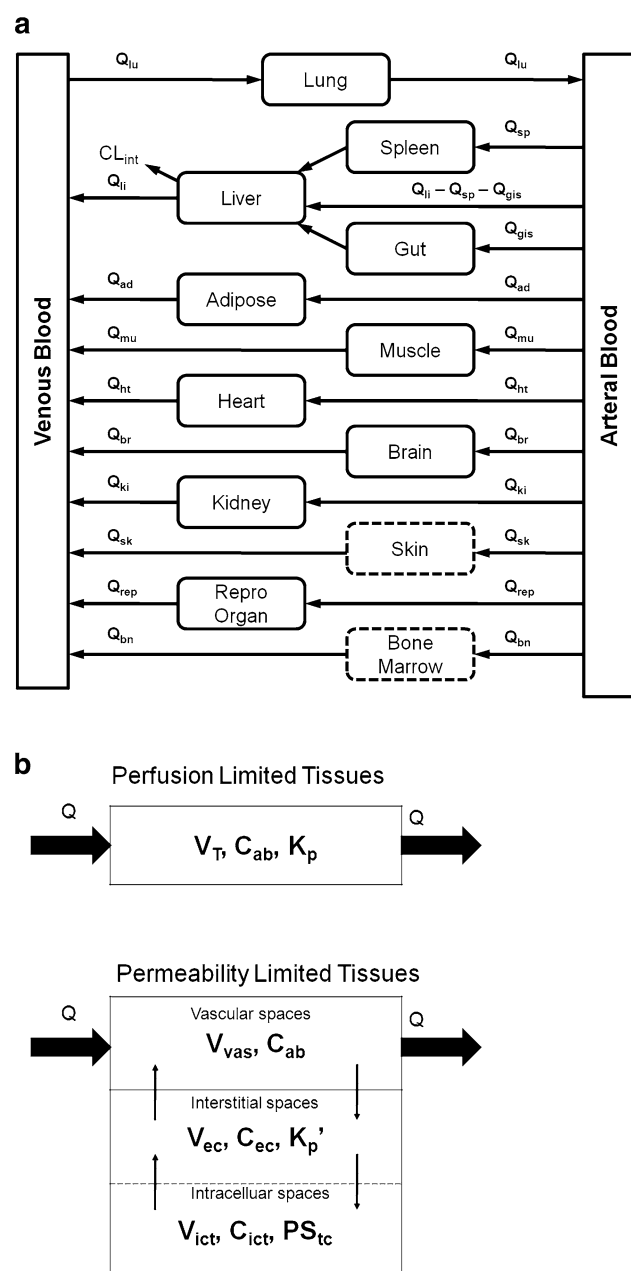 a
Q_lu
Lung
Q_lu
Spleen
Q_sp
CL_int
Q_li
Liver
Q_li – Q_sp – Q_gis
Gut
Q_gis
Q_ad
Adipose
Q_ad
Q_mu
Muscle
Q_mu
Q_ht
Heart
Q_ht
Q_br
Brain
Q_br
Q_ki
Kidney
Q_ki
Q_sk
Skin
Q_sk
Q_rep
Repro
Organ
Q_rep
Q_bn
Bone
Marrow
Q_bn
Venous Blood
Arteral Blood
b
Perfusion Limited Tissues
Q
V_T, C_ab, K_p
Q
Permeability Limited Tissues
Q
Vascular spaces
V_vas, C_ab
Q
Interstitial spaces
V_ec, C_ec, K_p’
Intracelluar spaces
V_ict, C_ict, PS_tc